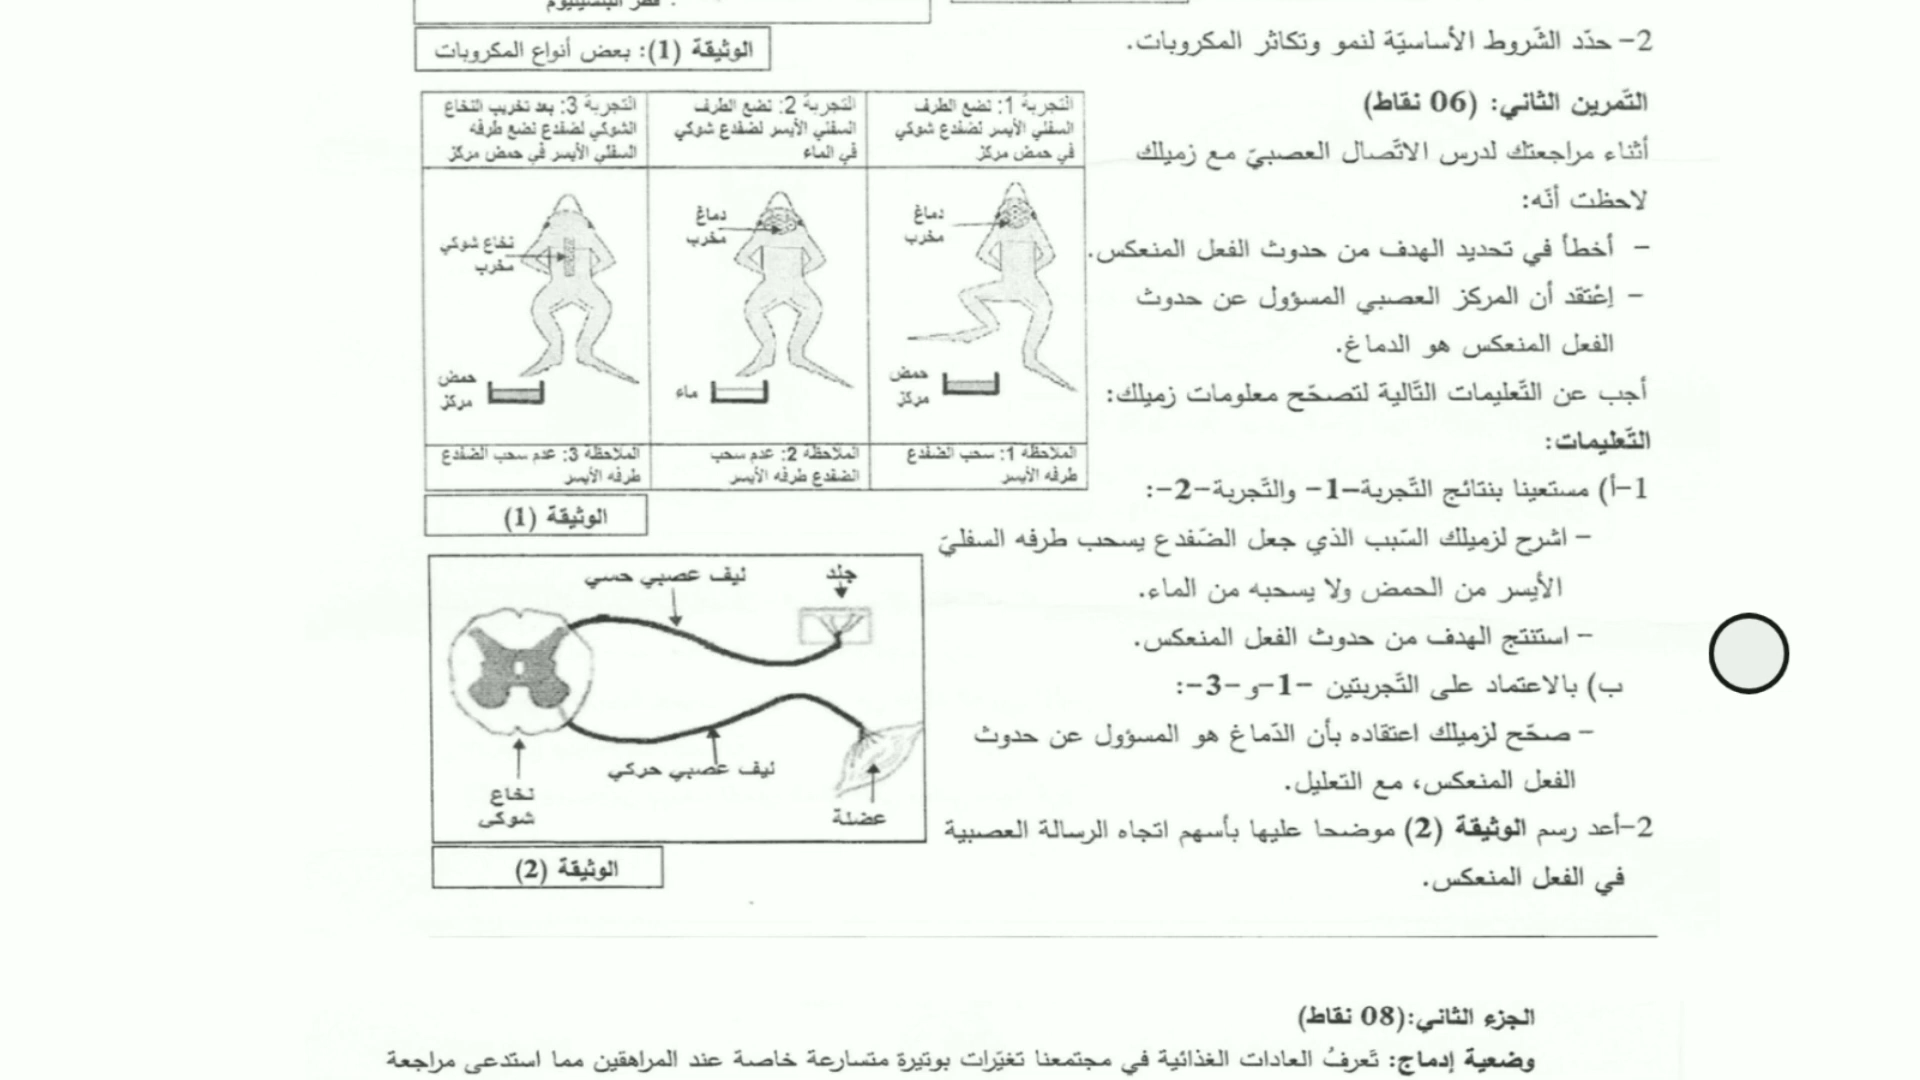 : قطر البنسيليوم
2- حدّد الشّروط الأساسيّة لنمو وتكاثر المكروبات.
الوثيقة (1): بعض أنواع المكروبات
التّمرين الثاني: (06 نقاط)
أثناء مراجعتك لدرس الاتّصال العصبيّ مع زميلك
لاحظت أنّه:
- أخطأ في تحديد الهدف من حدوث الفعل المنعكس.
- اِعْتقد أن المركز العصبي المسؤول عن حدوث
الفعل المنعكس هو الدماغ.
أجب عن التّعليمات التّالية لتصحّح معلومات زميلك:
التّعليمات:
1-أ) مستعينا بنتائج التّجربة-1- والتّجربة-2-:
- اشرح لزميلك السّبب الذي جعل الضّفدع يسحب طرفه السفليّ
الأيسر من الحمض ولا يسحبه من الماء.
- استنتج الهدف من حدوث الفعل المنعكس.
ب) بالاعتماد على التّجربتين -1-و-3-:
- صحّح لزميلك اعتقاده بأن الدّماغ هو المسؤول عن حدوث
الفعل المنعكس، مع التعليل.
2-أعد رسم الوثيقة (2) موضحا عليها بأسهم اتجاه الرسالة العصبية
في الفعل المنعكس.
التجربة 1: نضع الطرف
السفلي الأيسر لضفدع شوكي
في حمض مركز
التجربة 2: نضع الطرف
السفلي الأيسر لضفدع شوكي
في الماء
التجربة 3: بعد تخريب النخاع
الشوكي لضفدع نضع طرفه
السفلي الأيسر في حمض مركز
دماغ
مخرب
حمض
مركز
دماغ
مخرب
ماء
نخاع شوكي
مخرب
حمض
مركز
الملاحظة 1: سحب الضفدع
طرفه الأيسر
الملاحظة 2: عدم سحب
الضفدع طرفه الأيسر
الملاحظة 3: عدم سحب الضفدع
طرفه الأيسر
الوثيقة (1)
جلد
ليف عصبي حسي
ليف عصبي حركي
نخاع
شوكي
عضلة
الوثيقة (2)
الجزء الثاني:(08 نقاط)
وضعية إدماج: تَعرفُ العادات الغذائية في مجتمعنا تغيّرات بوتيرة متسارعة خاصة عند المراهقين مما استدعى مراجعة